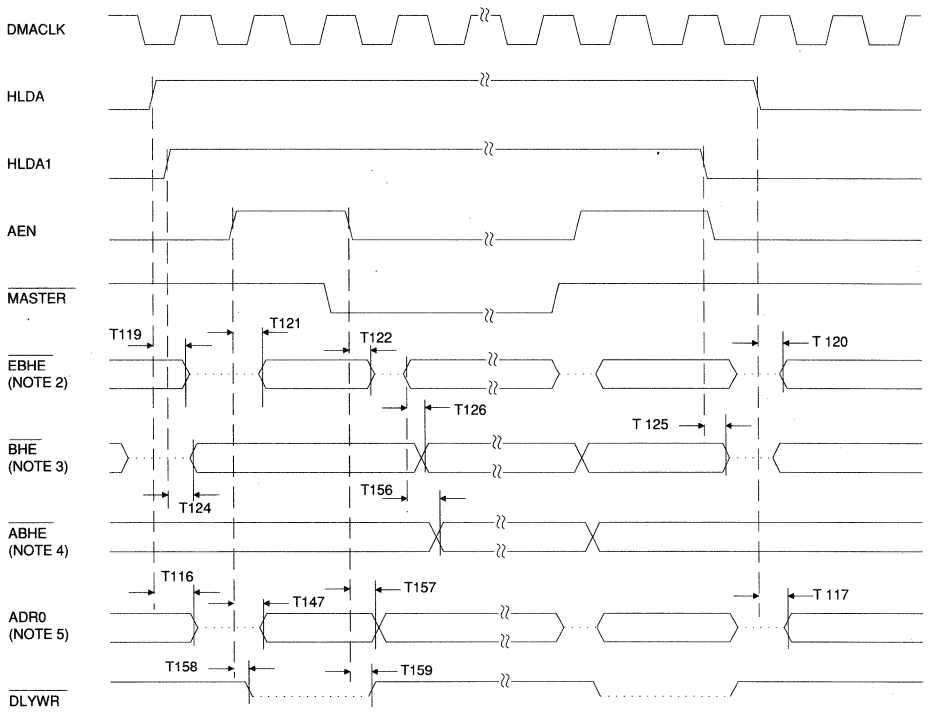 DMACLK
HLDA
HLDA1
AEN
MASTER
T119
T121
T122
T 120
EBHE
(NOTE 2)
T126
T 125
BHE
(NOTE 3)
T124
T156
ABHE
(NOTE 4)
T116
T147
T157
T 117
ADR0
(NOTE 5)
T158
T159
DLYWR